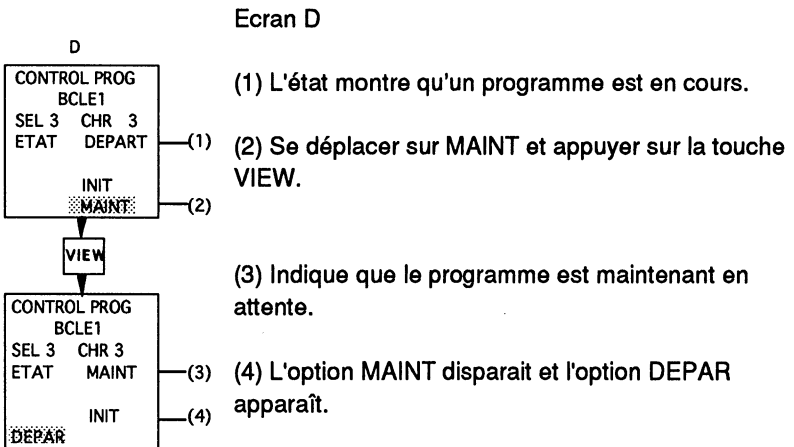 Ecran D
D
CONTROL PROG
BCLE1
SEL 3 CHR 3
ETAT DEPART (1)
INIT
MAINT (2)
VIEW
CONTROL PROG
BCLE1
SEL 3 CHR 3
ETAT MAINT (3)
INIT (4)
DEPAR
(1) L'état montre qu'un programme est en cours.
(2) Se déplacer sur MAINT et appuyer sur la touche
VIEW.
(3) Indique que le programme est maintenant en
attente.
(4) L'option MAINT disparait et l'option DEPAR
apparaît.